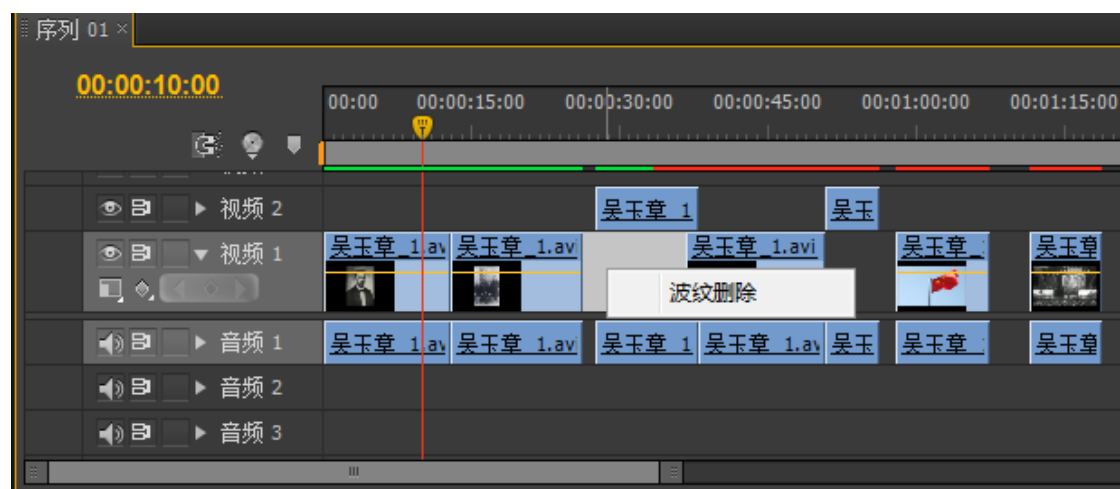 序列 01 ×
00:00:10:00
00:00 00:00:15:00 00:00:30:00 00:00:45:00 00:01:00:00 00:01:15:00
视频 2 吴玉章_1 吴玉
视频 1 吴玉章_1.av 吴玉章_1.avi 吴玉章_1.avi 吴玉章_ 吴玉章
波纹删除
音频 1 吴玉章_1.av 吴玉章_1.avi 吴玉章_1 吴玉章_1.av 吴玉 吴玉章_ 吴玉章
音频 2
音频 3